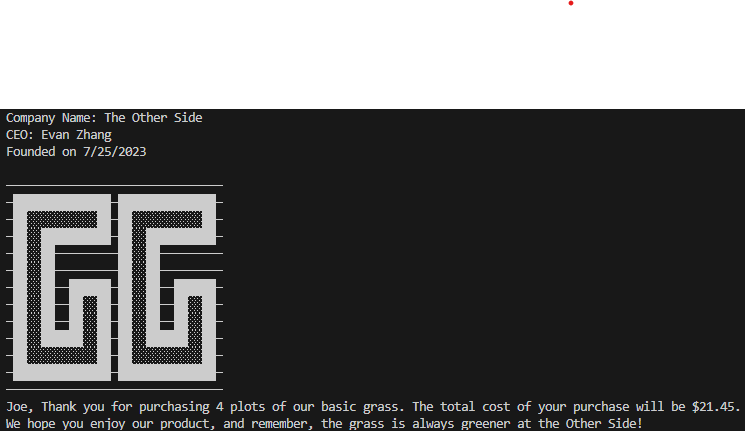 Company Name: The Other Side
CEO: Evan Zhang
Founded on 7/25/2023
GG
Joe, Thank you for purchasing 4 plots of our basic grass. The total cost of your purchase will be $21.45.
We hope you enjoy our product, and remember, the grass is always greener at the Other Side!